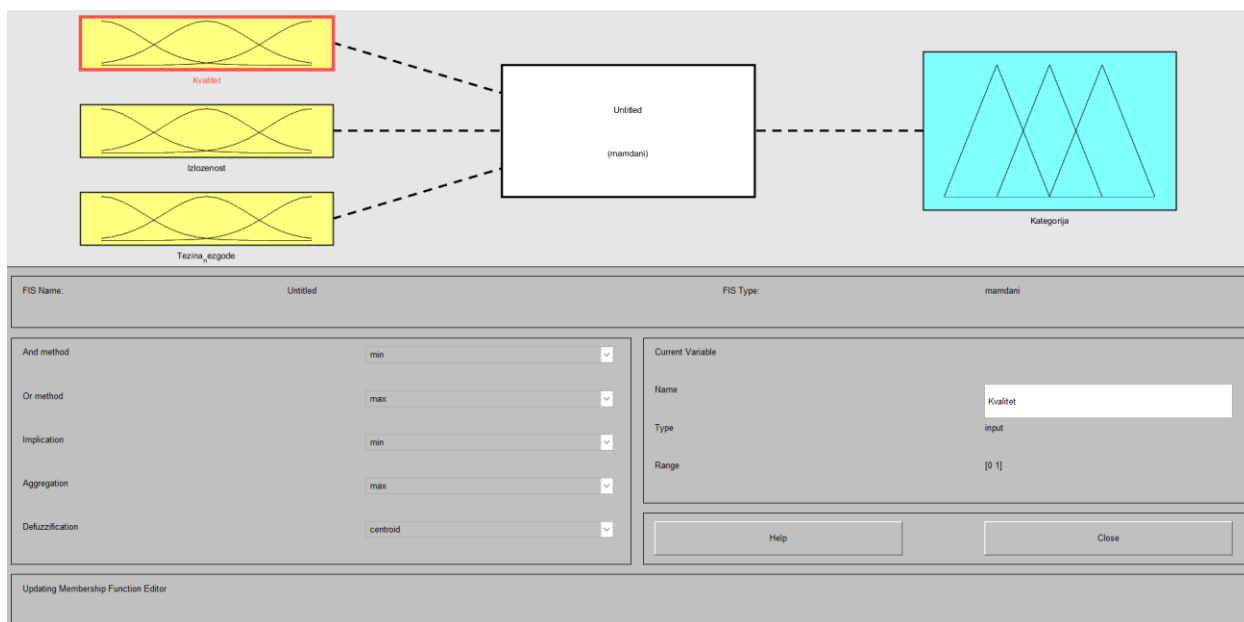 Kvalitet
Untitled
(mamdani)
Izlozenost
Kategorija
Tezina_nezgode
FIS Name: Untitled FIS Type: mamdani
And method min
Or method max
Implication min
Aggregation max
Defuzzification centroid
Current Variable
Name Kvalitet
Type input
Range [0 1]
Help Close
Updating Membership Function Editor